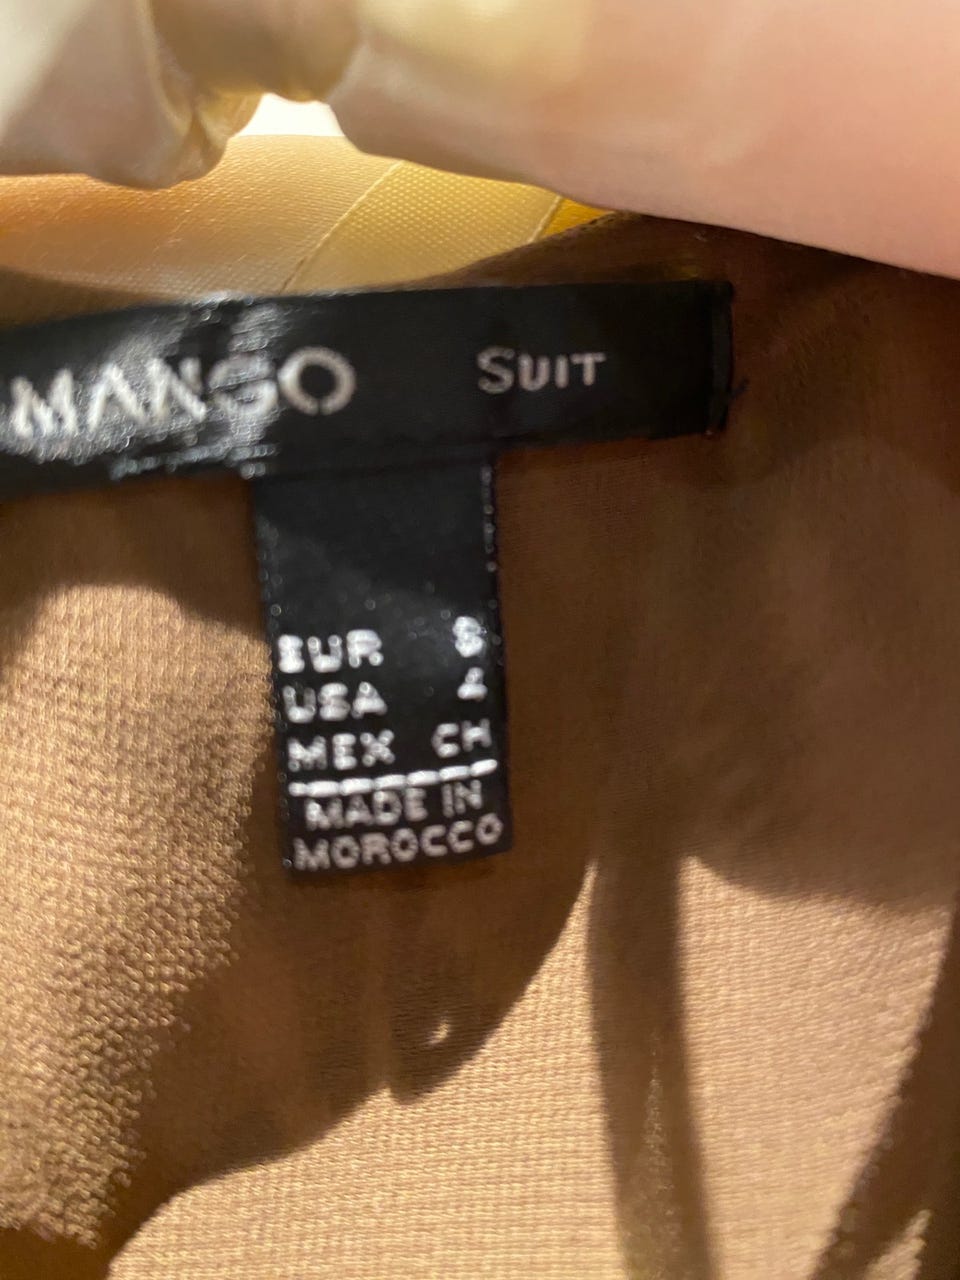 MANGO SUIT
EUR S
USA 4
MEX CH
MADE IN
MOROCCO